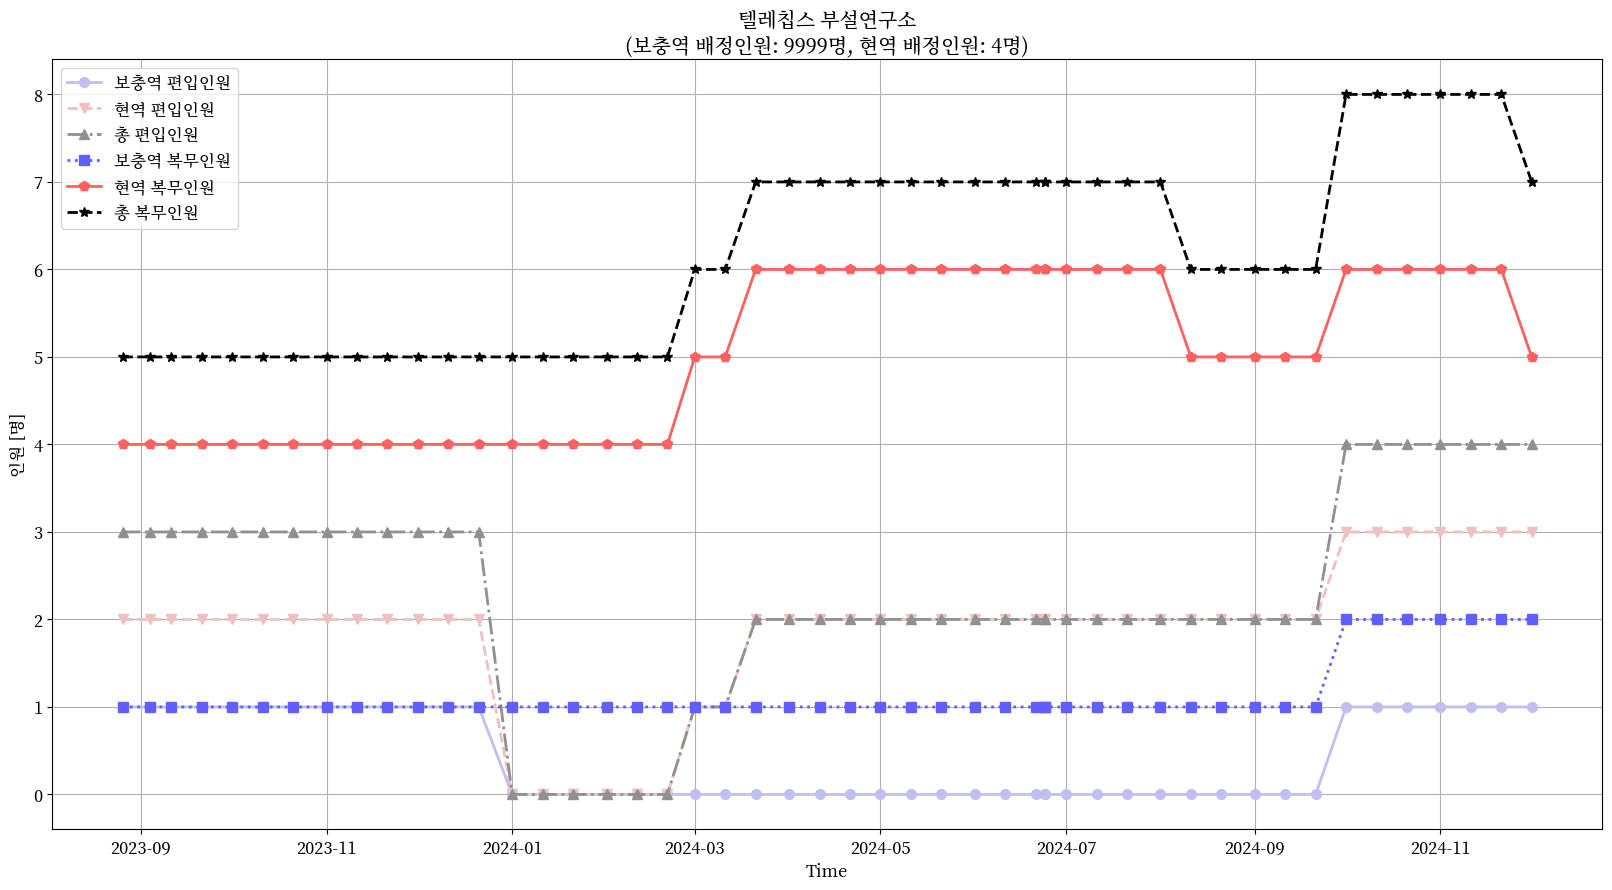 텔레칩스 부설연구소
(보충역 배정인원: 9999명, 현역 배정인원: 4명)
보충역 편입인원
현역 편입인원
총 편입인원
보충역 복무인원
현역 복무인원
총 복무인원
인원 [명]
8
7
6
5
4
3
2
1
0
2023-09 2023-11 2024-01 2024-03 2024-05 2024-07 2024-09 2024-11
Time